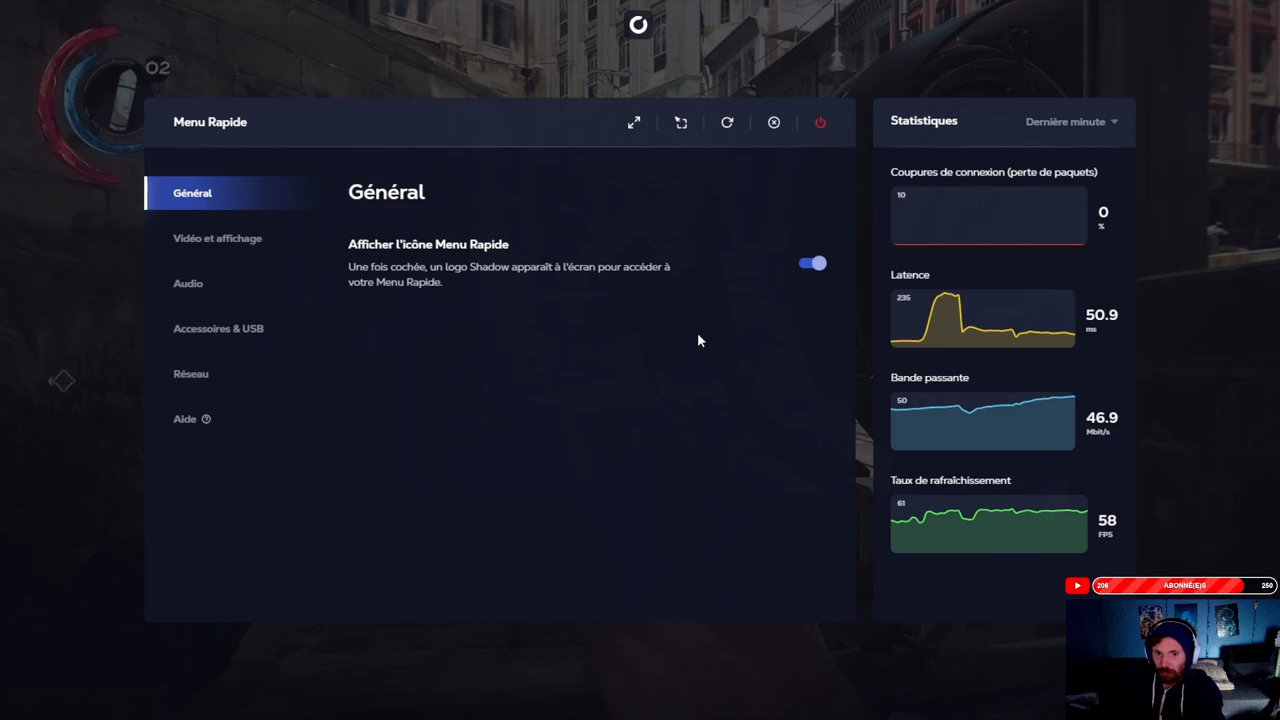 02
Menu Rapide
Général
Vidéo et affichage
Audio
Accessoires & USB
Réseau
Aide
Général
Afficher l'icône Menu Rapide
Une fois cochée, un logo Shadow apparaît à l'écran pour accéder à
votre Menu Rapide.
Statistiques
Dernière minute
Coupures de connexion (perte de paquets)
10
0
%
Latence
235
50.9
ms
Bande passante
50
46.9
Mbit/s
Taux de rafraîchissement
61
58
FPS
206 ABONNÉ(E)S 250